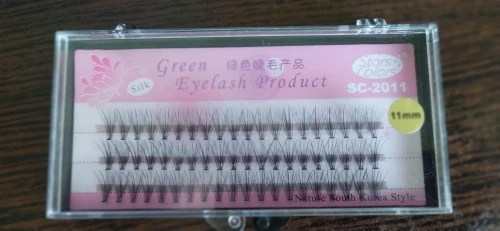 Green 绿色睫毛产品
Eyelash Product
Silk
Stars Colors
SC-2011
11mm
Nature South Korea Style